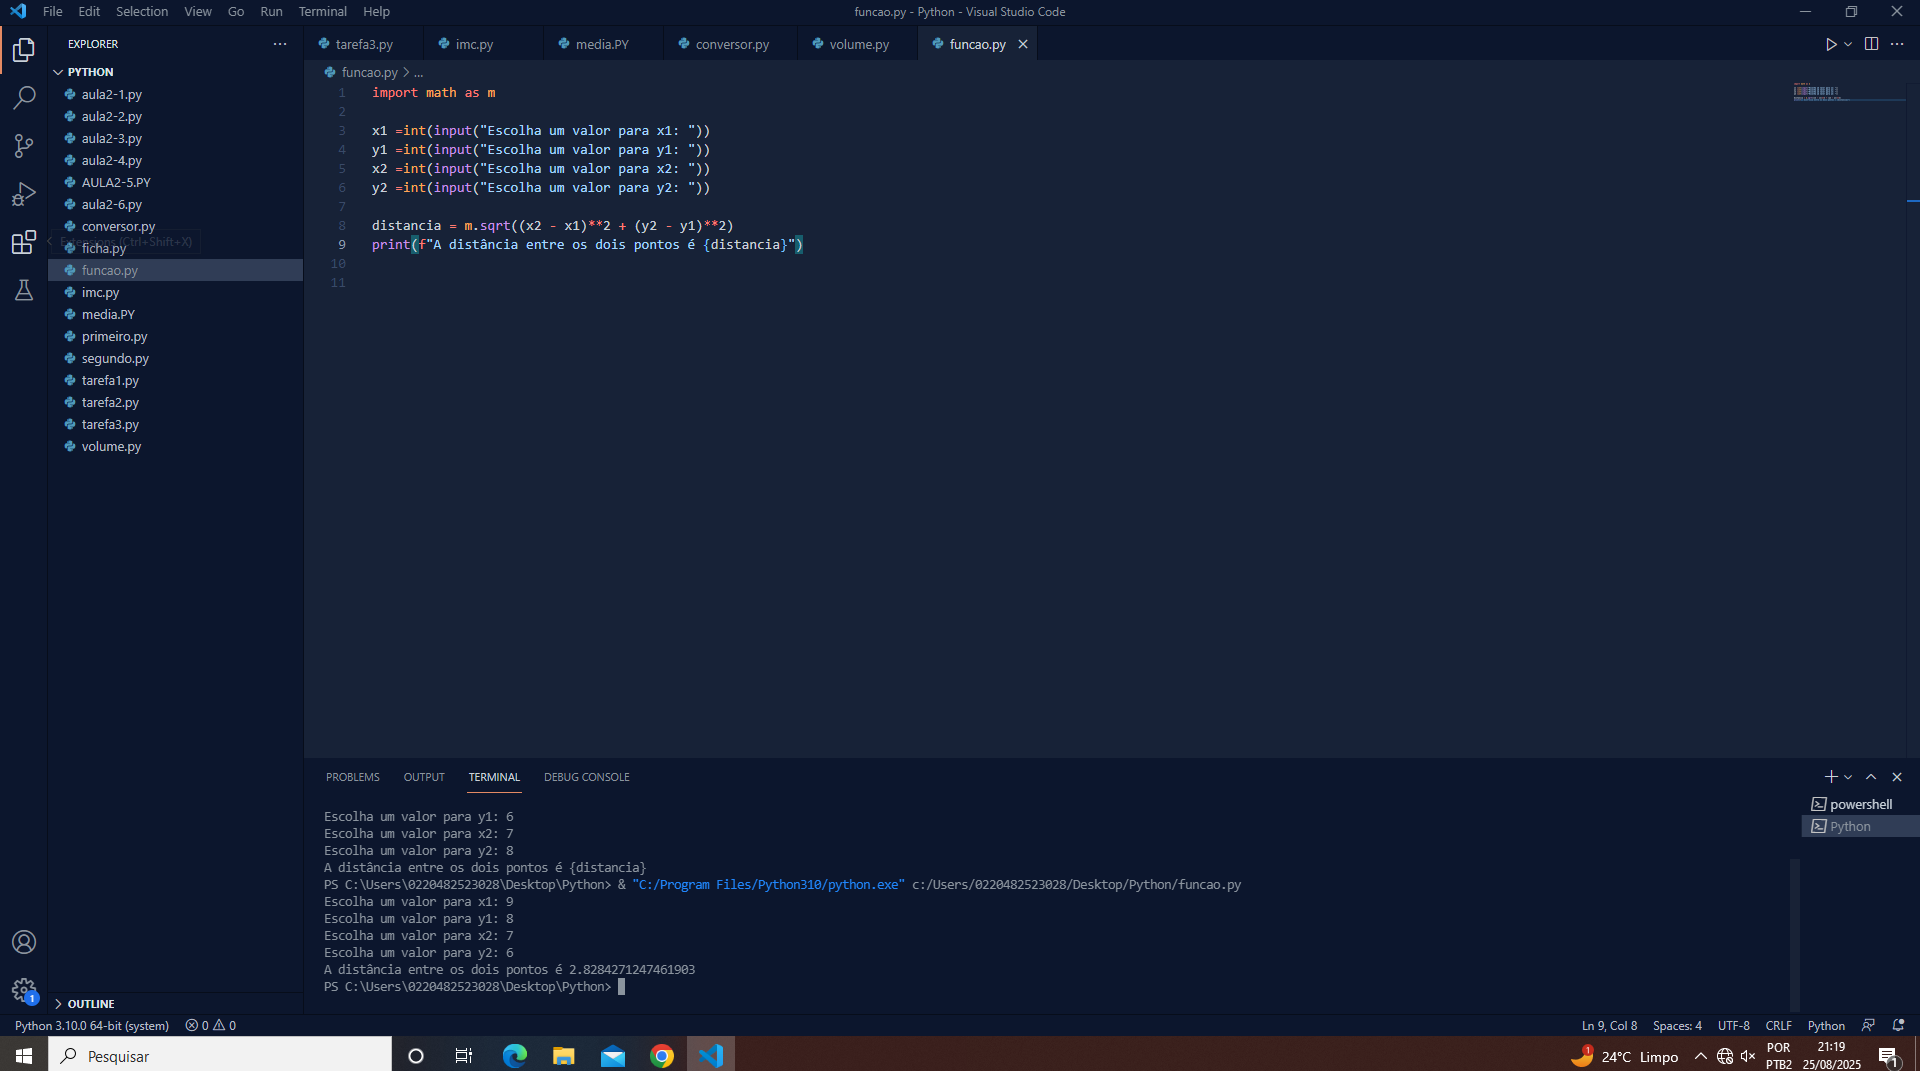 File Edit Selection View Go Run Terminal Help
funcao.py - Python - Visual Studio Code
EXPLORER
PYTHON
aula2-1.py
aula2-2.py
aula2-3.py
aula2-4.py
AULA2-5.PY
aula2-6.py
conversor.py
Extensions (Ctrl+Shift+X)
ficha.py
funcao.py
imc.py
media.PY
primeiro.py
segundo.py
tarefa1.py
tarefa2.py
tarefa3.py
volume.py
OUTLINE
tarefa3.py imc.py media.PY conversor.py volume.py funcao.py
funcao.py > ...
1 import math as m
2
3 x1 =int(input("Escolha um valor para x1: "))
4 y1 =int(input("Escolha um valor para y1: "))
5 x2 =int(input("Escolha um valor para x2: "))
6 y2 =int(input("Escolha um valor para y2: "))
7
8 distancia = m.sqrt((x2 - x1)**2 + (y2 - y1)**2)
9 print(f"A distância entre os dois pontos é {distancia}")
10
11
PROBLEMS OUTPUT TERMINAL DEBUG CONSOLE
Escolha um valor para y1: 6
Escolha um valor para x2: 7
Escolha um valor para y2: 8
A distância entre os dois pontos é {distancia}
PS C:\Users\0220482523028\Desktop\Python> & "C:/Program Files/Python310/python.exe" c:/Users/0220482523028/Desktop/Python/funcao.py
Escolha um valor para x1: 9
Escolha um valor para y1: 8
Escolha um valor para x2: 7
Escolha um valor para y2: 6
A distância entre os dois pontos é 2.8284271247461903
PS C:\Users\0220482523028\Desktop\Python>
powershell
Python
1
Python 3.10.0 64-bit (system) 0 0
Ln 9, Col 8 Spaces: 4 UTF-8 CRLF Python
Pesquisar
1
24°C Limpo
POR
PTB2
21:19
25/08/2025
1